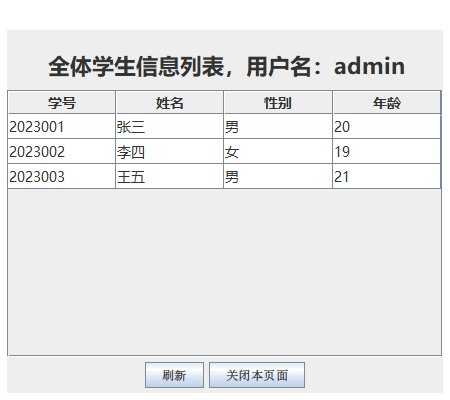 全体学生信息列表，用户名：admin
学号 姓名 性别 年龄
2023001 张三 男 20
2023002 李四 女 19
2023003 王五 男 21
刷新 关闭本页面